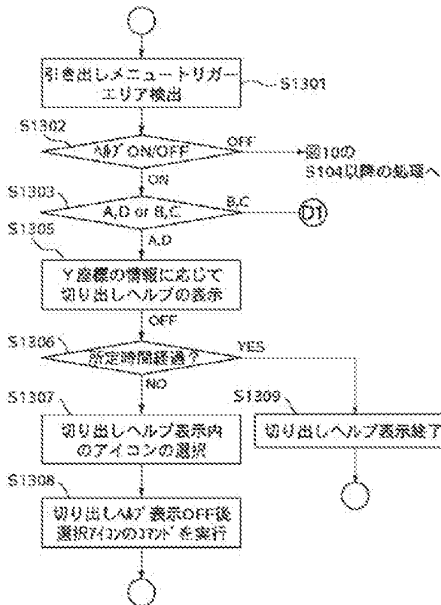 引き出しメニュートリガー
エリア検出
S1301
S1302
ﾍﾙﾌﾟON/OFF
OFF
図10の
S104以降の処理へ
ON
S1303
A,D or B,C
B,C
D1
S1305
A,D
Y座標の情報に応じて
切り出しヘルプの表示
OFF
S1306
所定時間経過?
YES
NO
S1307
S1309
切り出しヘルプ表示内
のアイコンの選択
切り出しヘルプ表示終了
S1308
切り出しﾍﾙﾌﾟ表示OFF後
選択ｱｲｺﾝのｺﾏﾝﾄﾞを実行